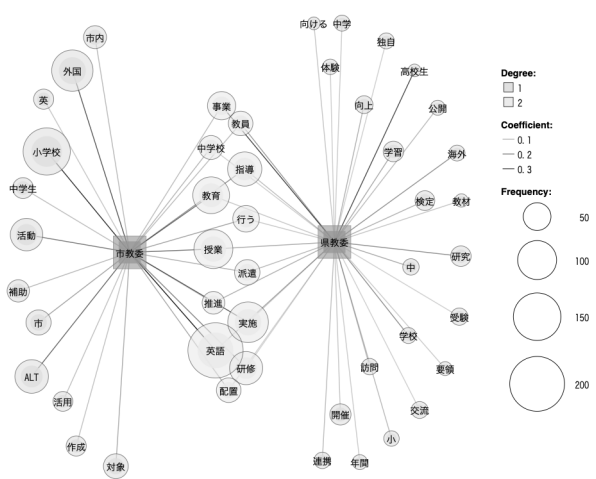 向ける
中学
市内
独自
外国
体験
高校生
英
事業
向上
公開
教員
小学校
中学校
学習
海外
指導
中学生
教育
検定
教材
行う
活動
市教委
授業
県教委
研究
派遣
中
補助
推進
市
実施
受験
英語
学校
ALT
研修
訪問
要領
配置
活用
開催
交流
作成
小
対象
連携
年間
Degree:
1
2
Coefficient:
0.1
0.2
0.3
Frequency:
50
100
150
200